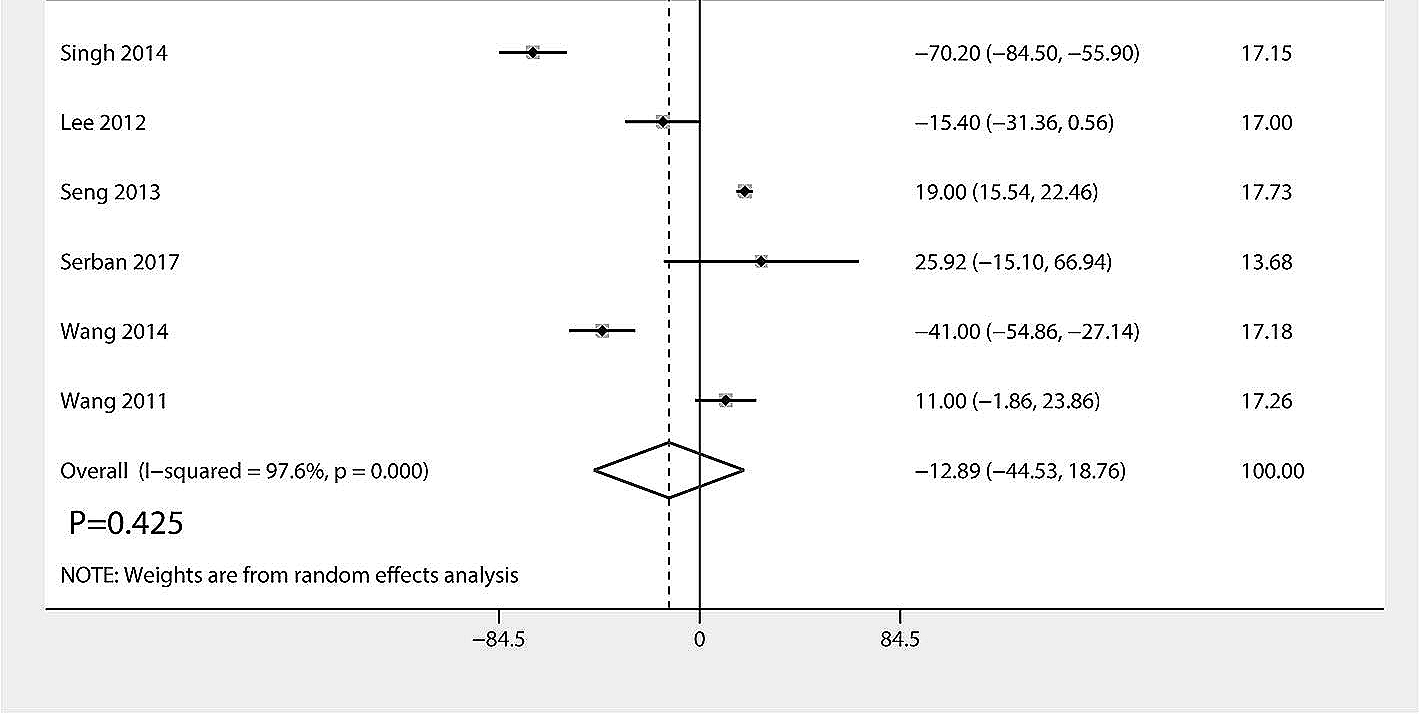 Singh 2014 −70.20 (−84.50, −55.90) 17.15
Lee 2012 −15.40 (−31.36, 0.56) 17.00
Seng 2013 19.00 (15.54, 22.46) 17.73
Serban 2017 25.92 (−15.10, 66.94) 13.68
Wang 2014 −41.00 (−54.86, −27.14) 17.18
Wang 2011 11.00 (−1.86, 23.86) 17.26
Overall (I−squared = 97.6%, p = 0.000) −12.89 (−44.53, 18.76) 100.00
P=0.425
NOTE: Weights are from random effects analysis
−84.5 0 84.5